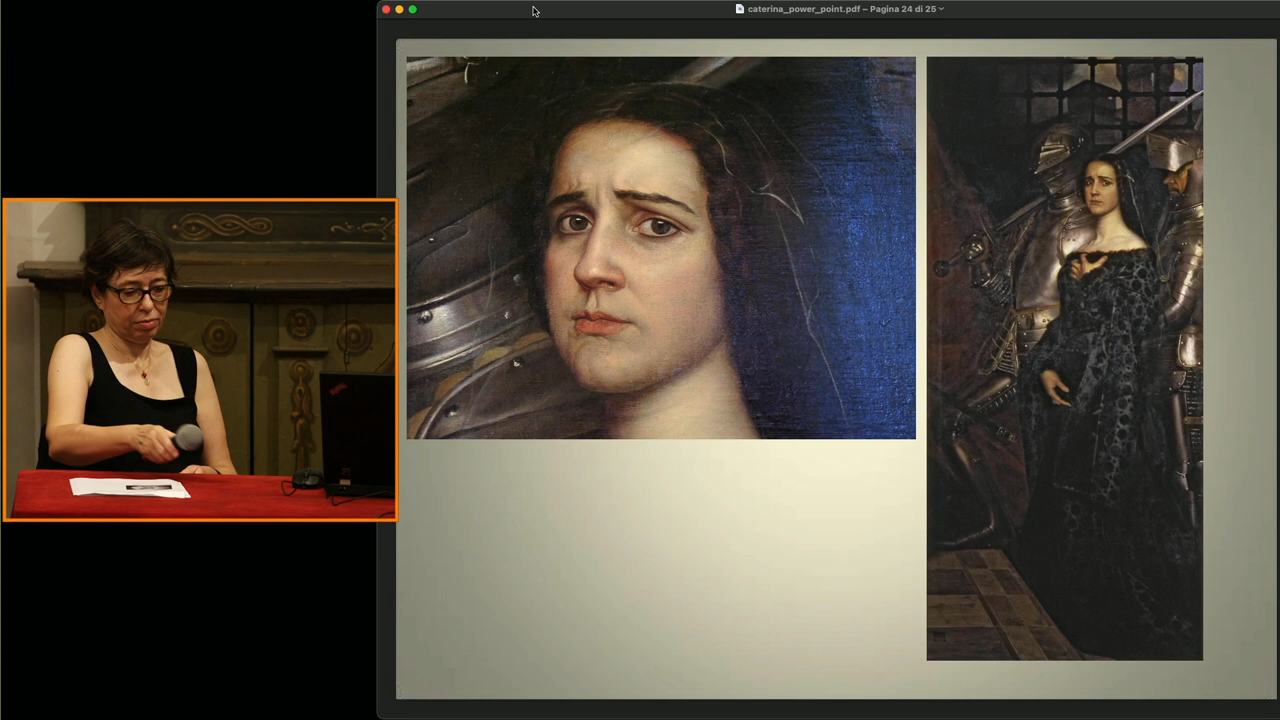 caterina_power_point.pdf – Pagina 24 di 25